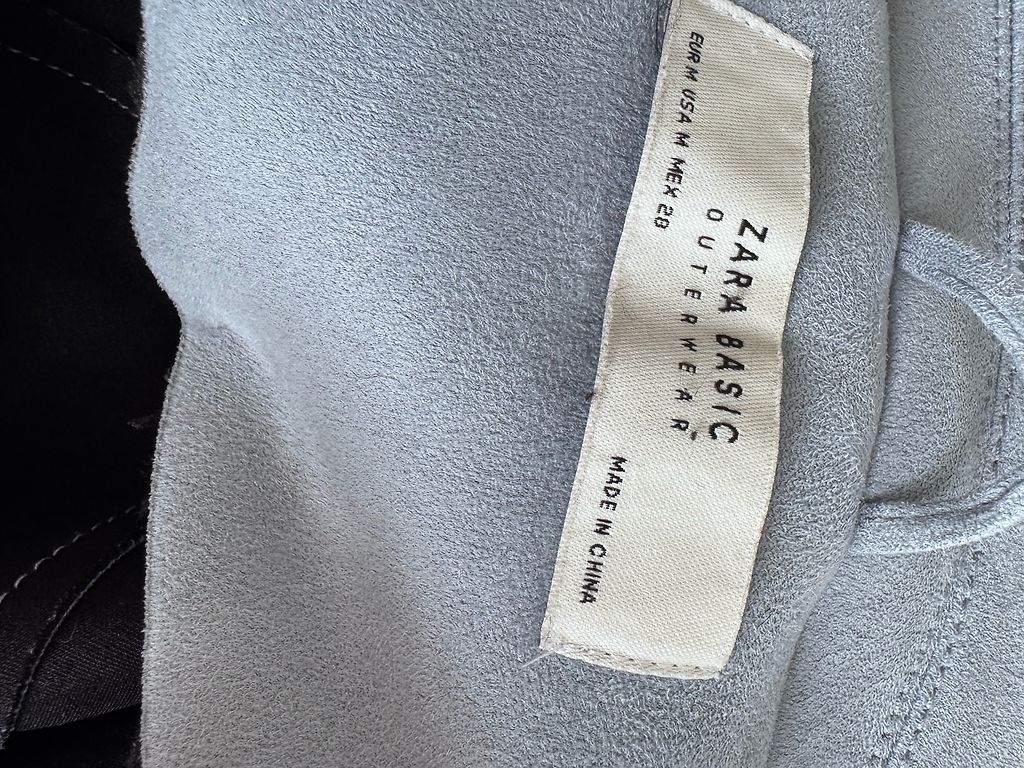 ZARA BASIC
OUTERWEAR
EUR M USA M MEX 28
MADE IN CHINA